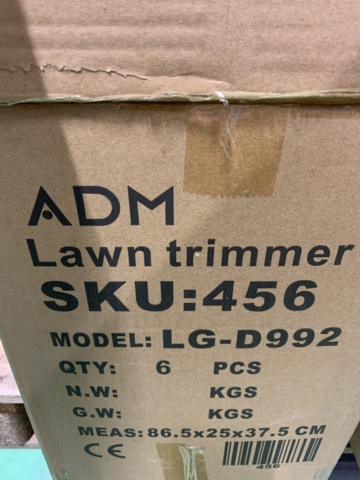 ADM
Lawn trimmer
SKU:456
MODEL: LG-D992
QTY: 6 PCS
N.W: KGS
G.W: KGS
MEAS: 86.5x25x37.5 CM
CE
456